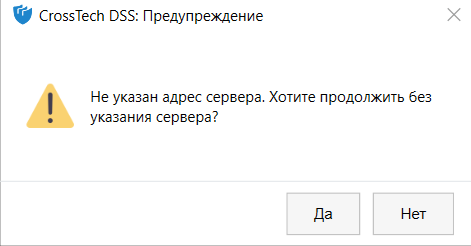 CrossTech DSS: Предупреждение
Не указан адрес сервера. Хотите продолжить без
указания сервера?
Да
Нет